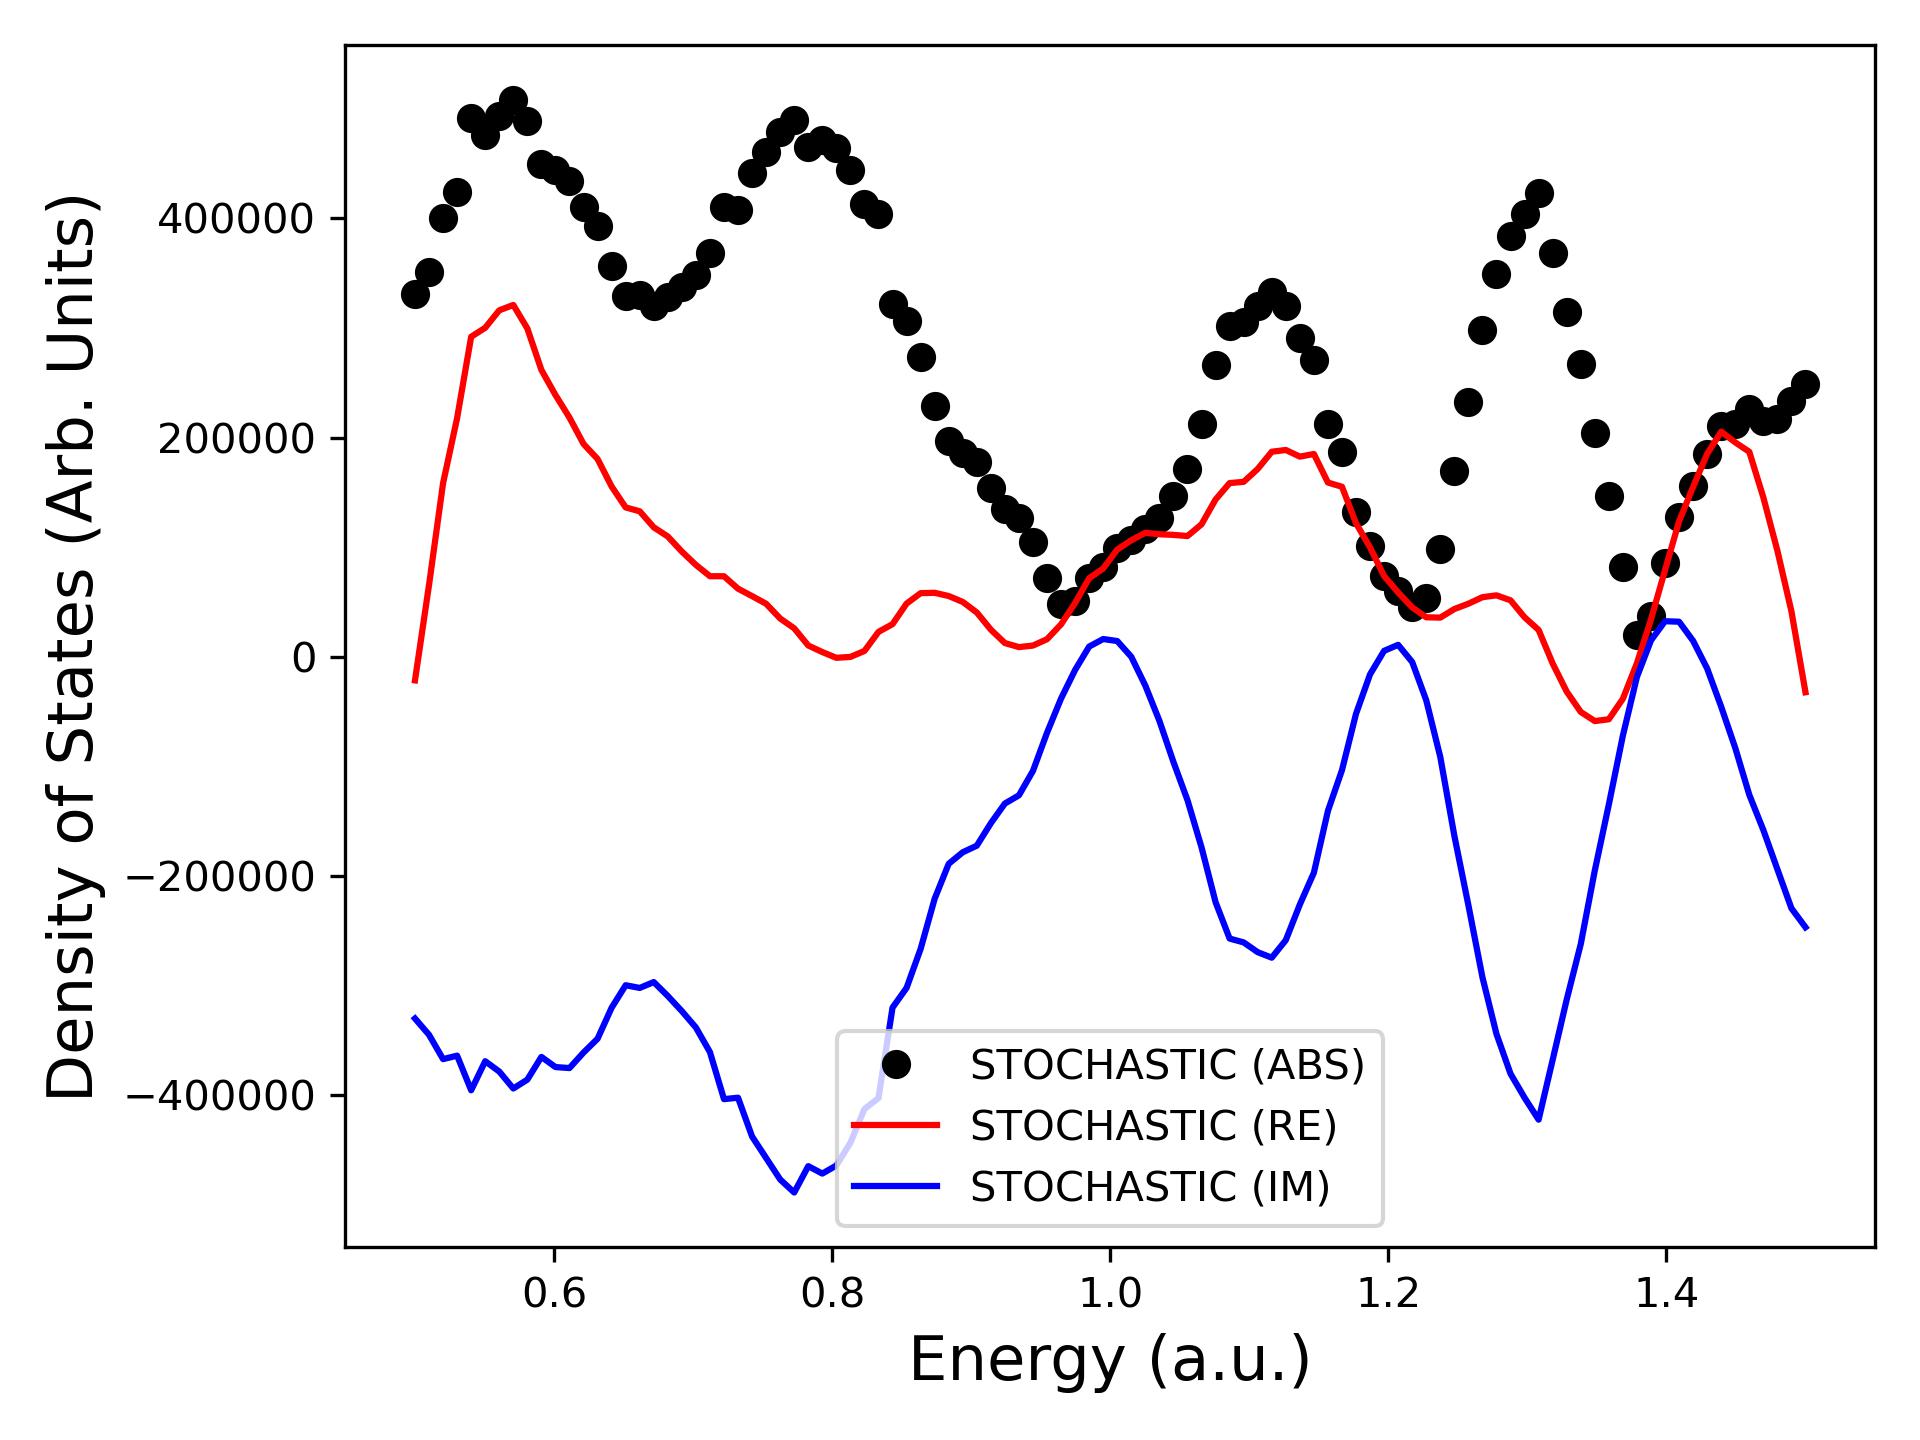 Density of States (Arb. Units)
400000
200000
0
−200000
−400000
STOCHASTIC (ABS)
STOCHASTIC (RE)
STOCHASTIC (IM)
0.6 0.8 1.0 1.2 1.4
Energy (a.u.)